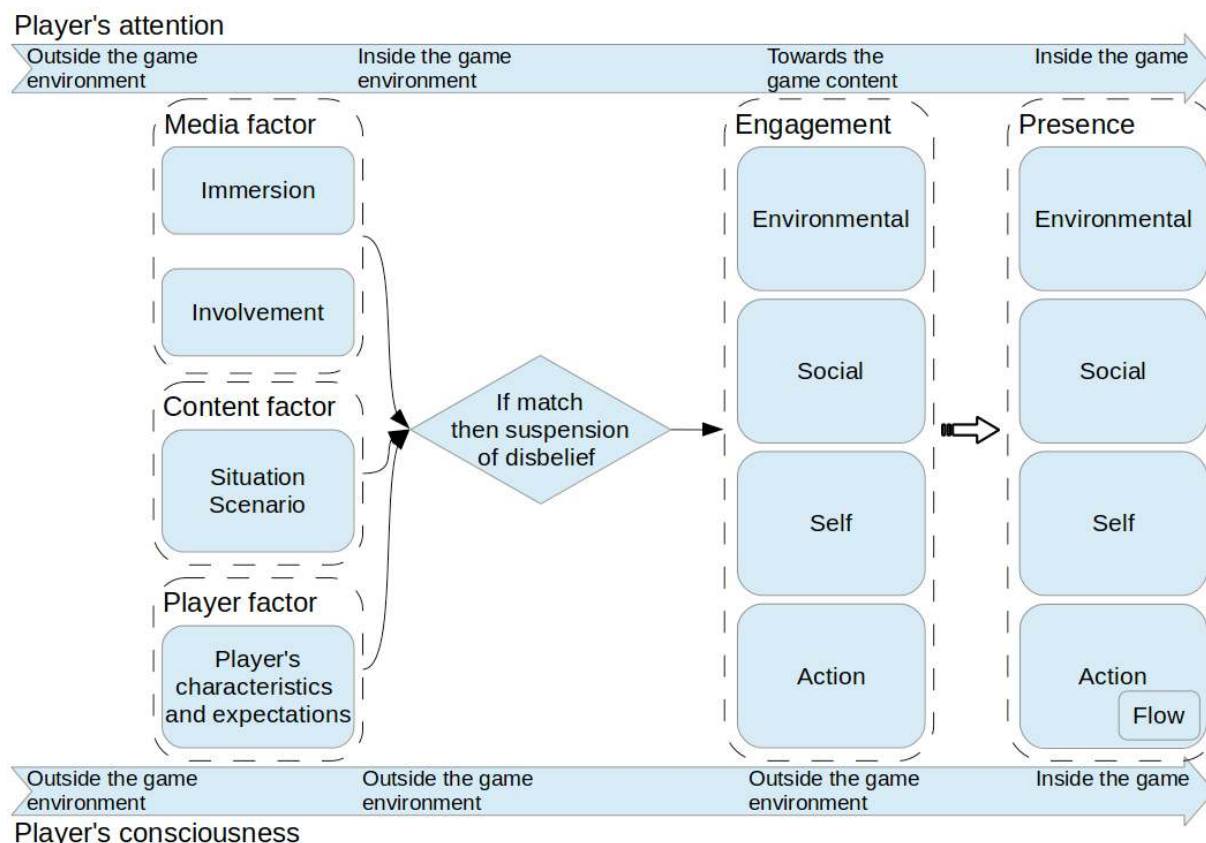 Player's attention
Outside the game
environment
Inside the game
environment
Towards the
game content
Inside the game
Media factor
Immersion
Involvement
Content factor
Situation
Scenario
Player factor
Player's
characteristics
and expectations
If match
then suspension
of disbelief
Engagement
Environmental
Social
Self
Action
Presence
Environmental
Social
Self
Action
Flow
Outside the game
environment
Outside the game
environment
Outside the game
environment
Inside the game
Player's consciousness